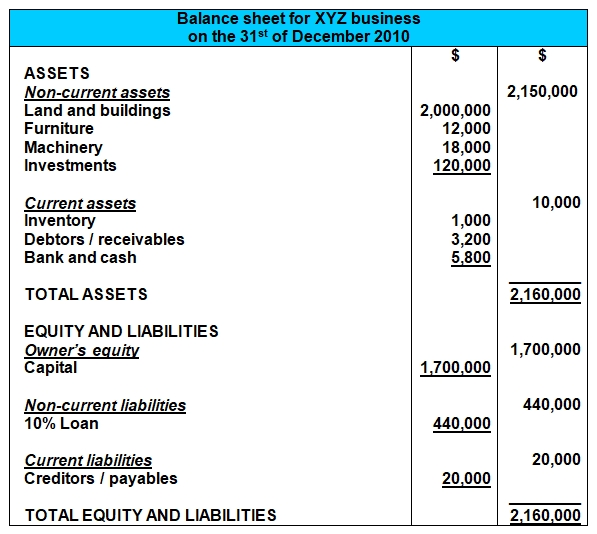 Balance sheet for XYZ business
on the 31st of December 2010
$ $
ASSETS
Non-current assets 2,150,000
Land and buildings 2,000,000
Furniture 12,000
Machinery 18,000
Investments 120,000
Current assets 10,000
Inventory 1,000
Debtors / receivables 3,200
Bank and cash 5,800
TOTAL ASSETS 2,160,000
EQUITY AND LIABILITIES
Owner's equity 1,700,000
Capital 1,700,000
Non-current liabilities 440,000
10% Loan 440,000
Current liabilities 20,000
Creditors / payables 20,000
TOTAL EQUITY AND LIABILITIES 2,160,000